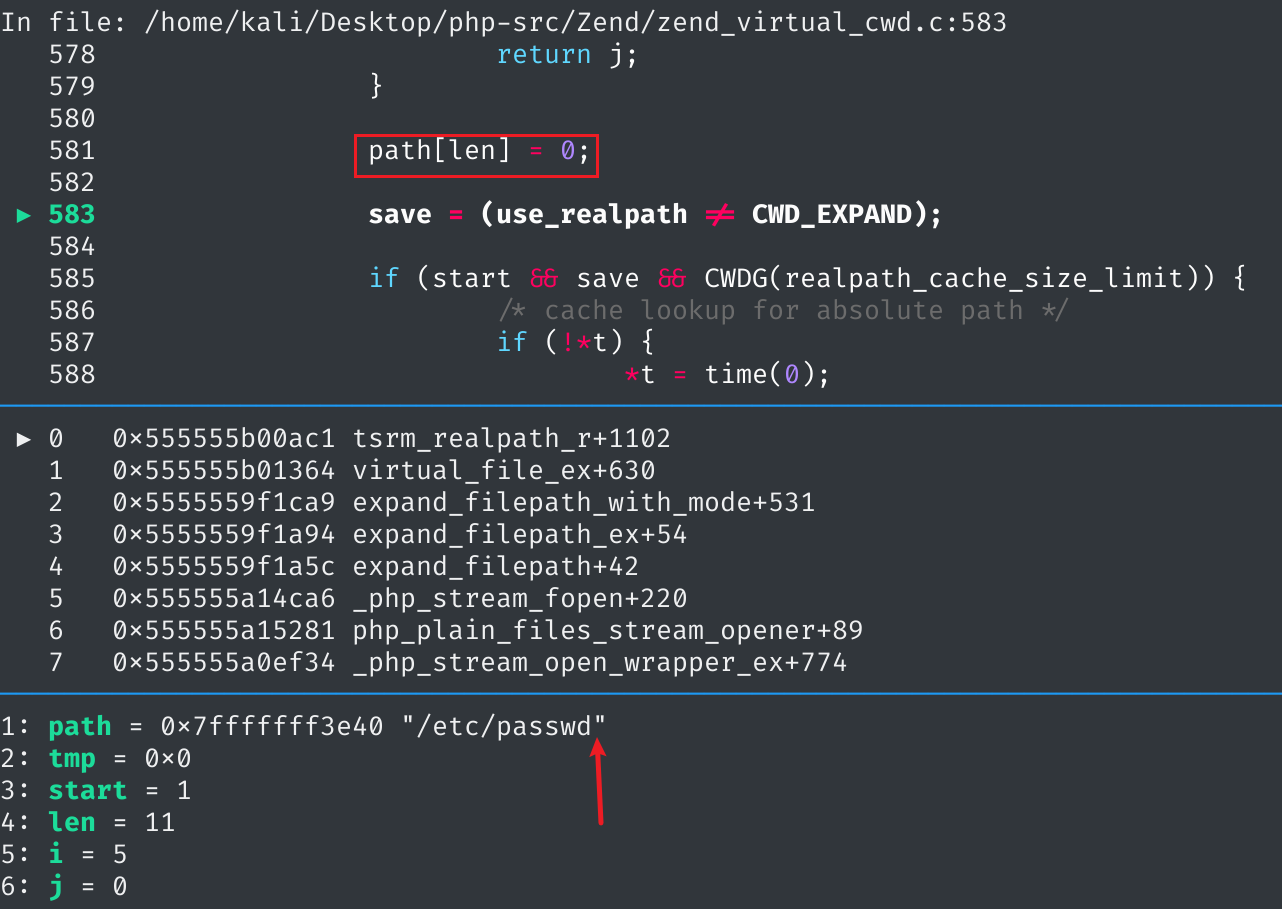 In file: /home/kali/Desktop/php-src/Zend/zend_virtual_cwd.c:583
578 return j;
579 }
580
581 path[len] = 0;
582
► 583 save = (use_realpath ≠ CWD_EXPAND);
584
585 if (start && save && CWDG(realpath_cache_size_limit)) {
586 /* cache lookup for absolute path */
587 if (!*t) {
588 *t = time(0);
► 0 0×555555b00ac1 tsrm_realpath_r+1102
1 0×555555b01364 virtual_file_ex+630
2 0×5555559f1ca9 expand_filepath_with_mode+531
3 0×5555559f1a94 expand_filepath_ex+54
4 0×5555559f1a5c expand_filepath+42
5 0×555555a14ca6 _php_stream_fopen+220
6 0×555555a15281 php_plain_files_stream_opener+89
7 0×555555a0ef34 _php_stream_open_wrapper_ex+774
1: path = 0×7fffffff3e40 "/etc/passwd"
2: tmp = 0×0
3: start = 1
4: len = 11
5: i = 5
6: j = 0